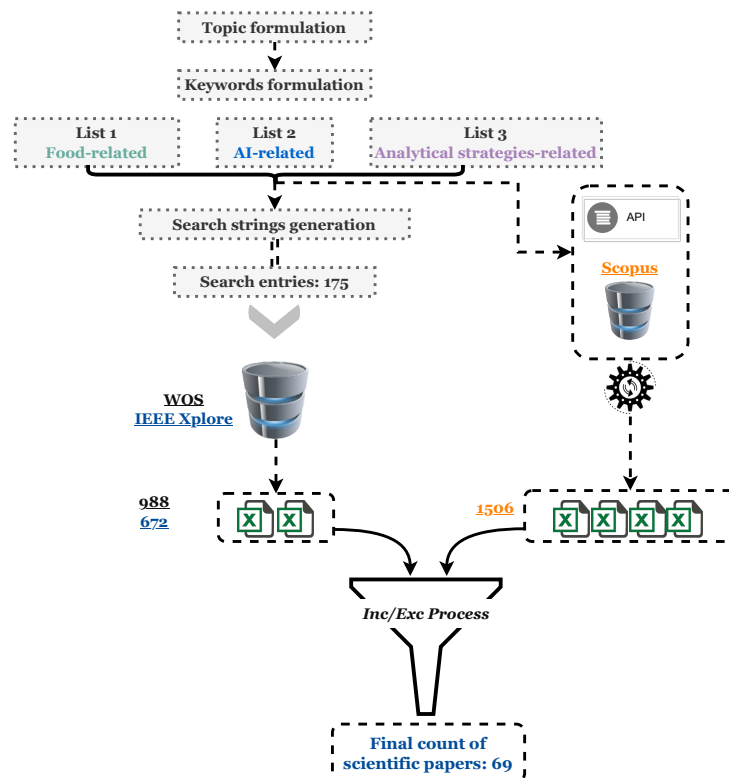 Topic formulation
Keywords formulation
List 1
Food-related
List 2
AI-related
List 3
Analytical strategies-related
Search strings generation
API
Scopus
Search entries: 175
WOS
IEEE Xplore
988
672
X X
1506
X X X X
Inc/Exc Process
Final count of
scientific papers: 69